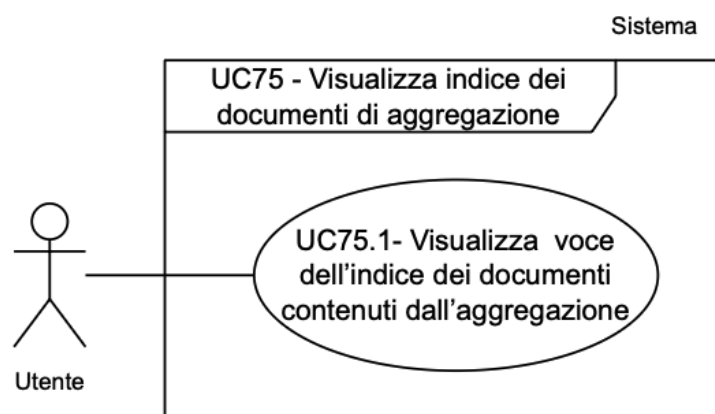 Sistema
UC75 - Visualizza indice dei
documenti di aggregazione
UC75.1- Visualizza voce
dell'indice dei documenti
contenuti dall'aggregazione
Utente